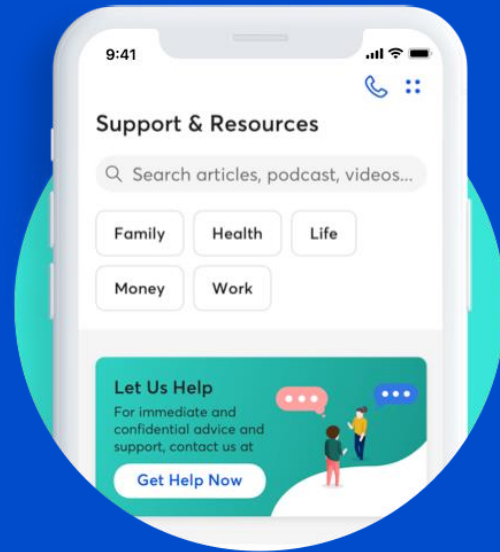 9:41
Support & Resources
Search articles, podcast, videos...
Family Health Life
Money Work
Let Us Help
For immediate and
confidential advice and
support, contact us at
Get Help Now